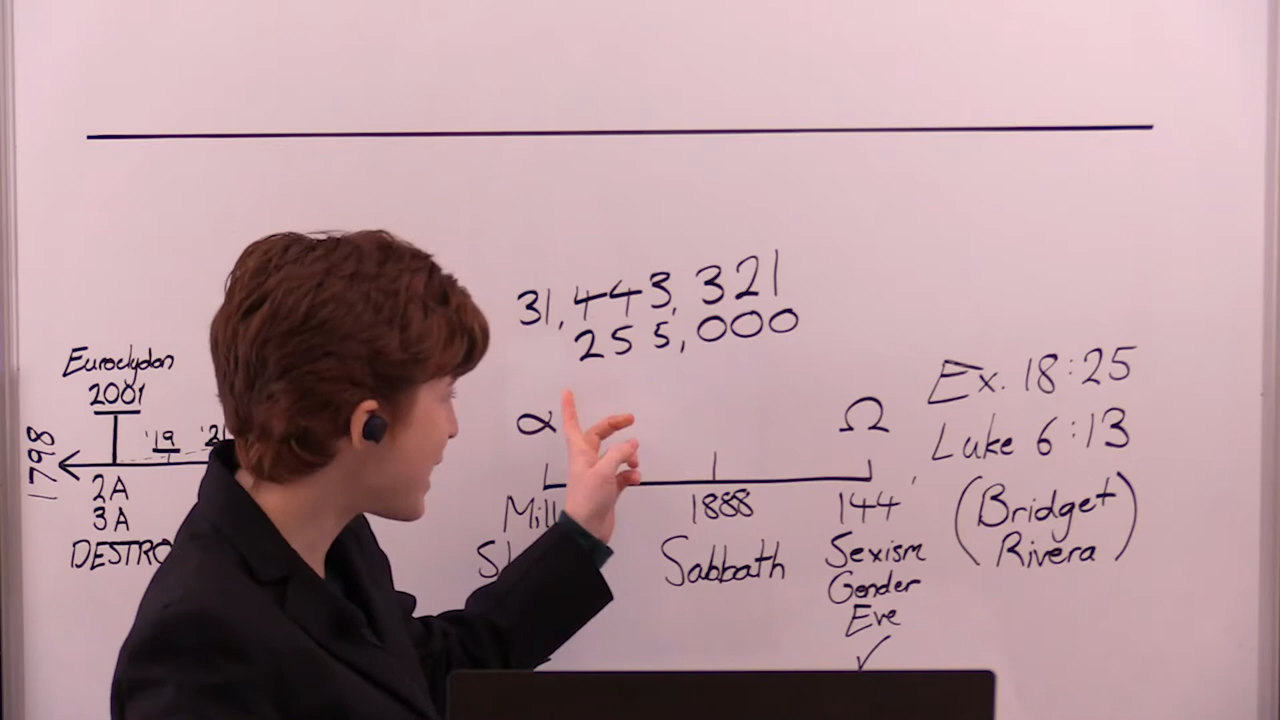 31,443,321
255,000
Euroclydon
2001
'19
1798
2A
3A
α
Ω
1888
144'
Sabbath
Sexism
Gender
Eve
✓
Ex. 18:25
Luke 6:13
(Bridget
Rivera)